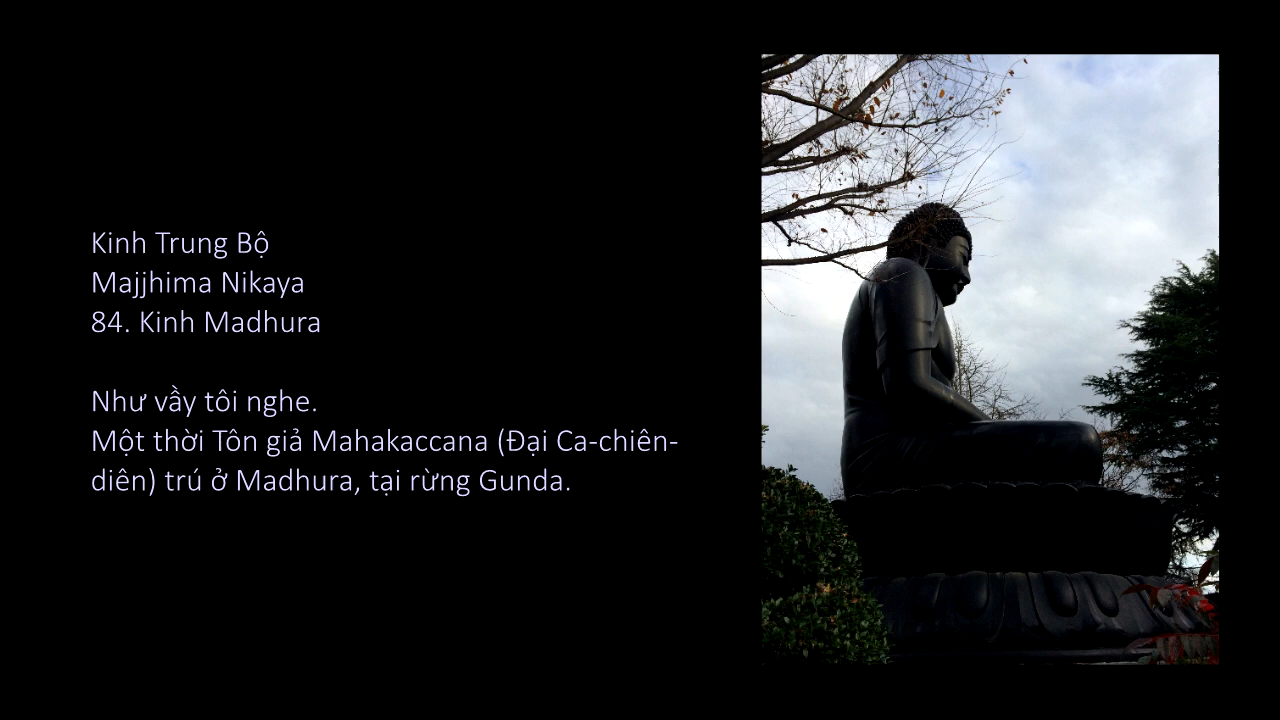 Kinh Trung Bộ
Majjhima Nikaya
84. Kinh Madhura
Như vầy tôi nghe.
Một thời Tôn giả Mahakaccana (Đại Ca-chiên-
diên) trú ở Madhura, tại rừng Gunda.